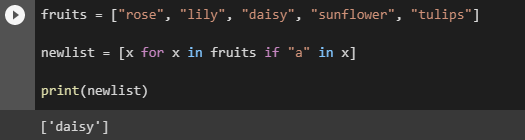 fruits = ["rose", "lily", "daisy", "sunflower", "tulips"]
newlist = [x for x in fruits if "a" in x]
print(newlist)
['daisy']